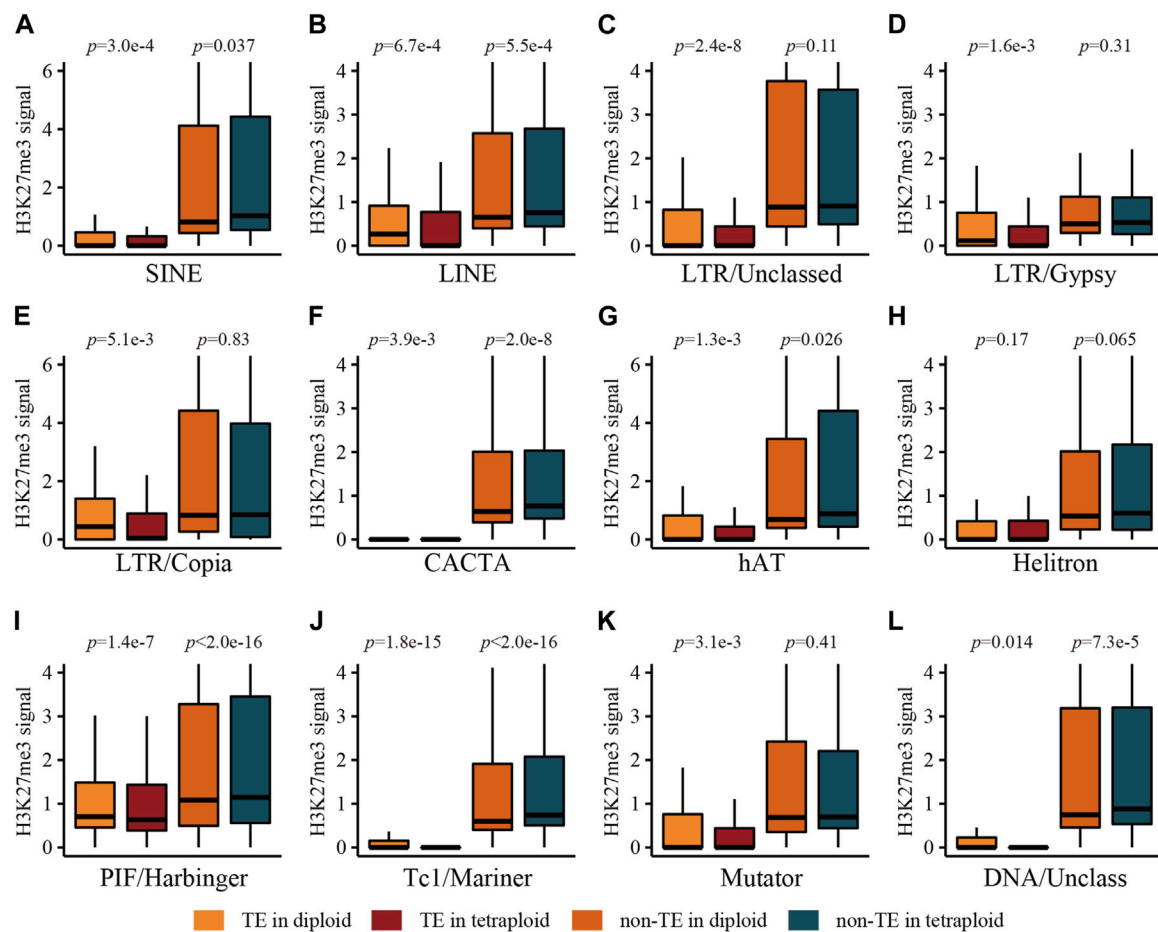 A B C D
p=3.0e-4 p=0.037 p=6.7e-4 p=5.5e-4 p=2.4e-8 p=0.11 p=1.6e-3 p=0.31
H3K27me3 signal
6
4
2
0
SINE
H3K27me3 signal
4
3
2
1
0
LINE
H3K27me3 signal
4
3
2
1
0
LTR/Unclassed
H3K27me3 signal
4
3
2
1
0
LTR/Gypsy
E F G H
p=5.1e-3 p=0.83 p=3.9e-3 p=2.0e-8 p=1.3e-3 p=0.026 p=0.17 p=0.065
H3K27me3 signal
6
4
2
0
LTR/Copia
H3K27me3 signal
4
3
2
1
0
CACTA
H3K27me3 signal
6
4
2
0
hAT
H3K27me3 signal
4
3
2
1
0
Helitron
I J K L
p=1.4e-7 p<2.0e-16 p=1.8e-15 p<2.0e-16 p=3.1e-3 p=0.41 p=0.014 p=7.3e-5
H3K27me3 signal
4
3
2
1
0
PIF/Harbinger
H3K27me3 signal
4
3
2
1
0
Tc1/Mariner
H3K27me3 signal
4
3
2
1
0
Mutator
H3K27me3 signal
4
3
2
1
0
DNA/Unclass
TE in diploid TE in tetraploid non-TE in diploid non-TE in tetraploid